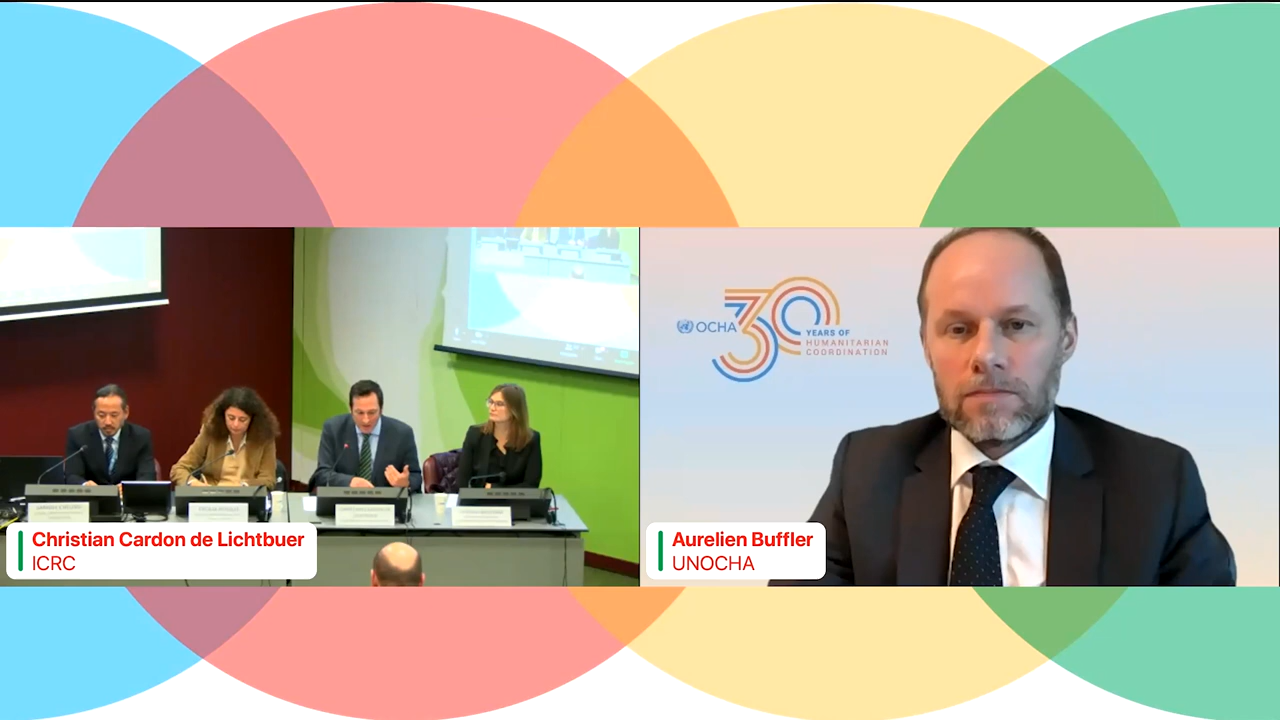 OCHA
30
YEARS OF
HUMANITARIAN
COORDINATION
Christian Cardon de Lichtbuer
ICRC
Aurelien Buffler
UNOCHA